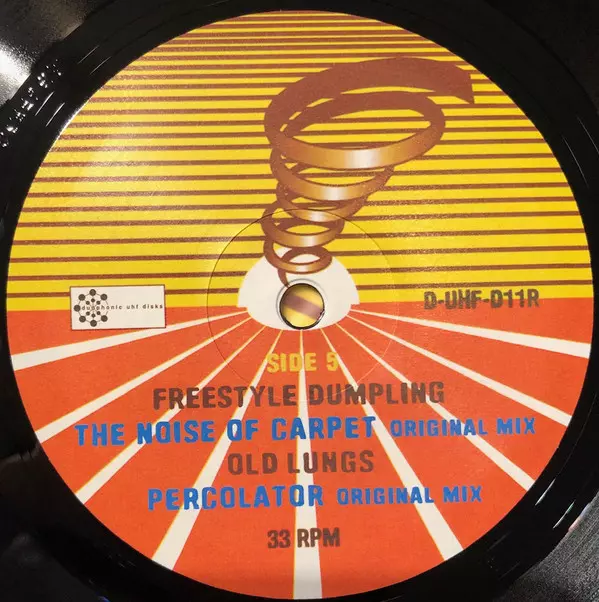 duophonic uhf disks
D-UHF-D11R
SIDE 5
FREESTYLE DUMPLING
THE NOISE OF CARPET ORIGINAL MIX
OLD LUNGS
PERCOLATOR ORIGINAL MIX
33 RPM